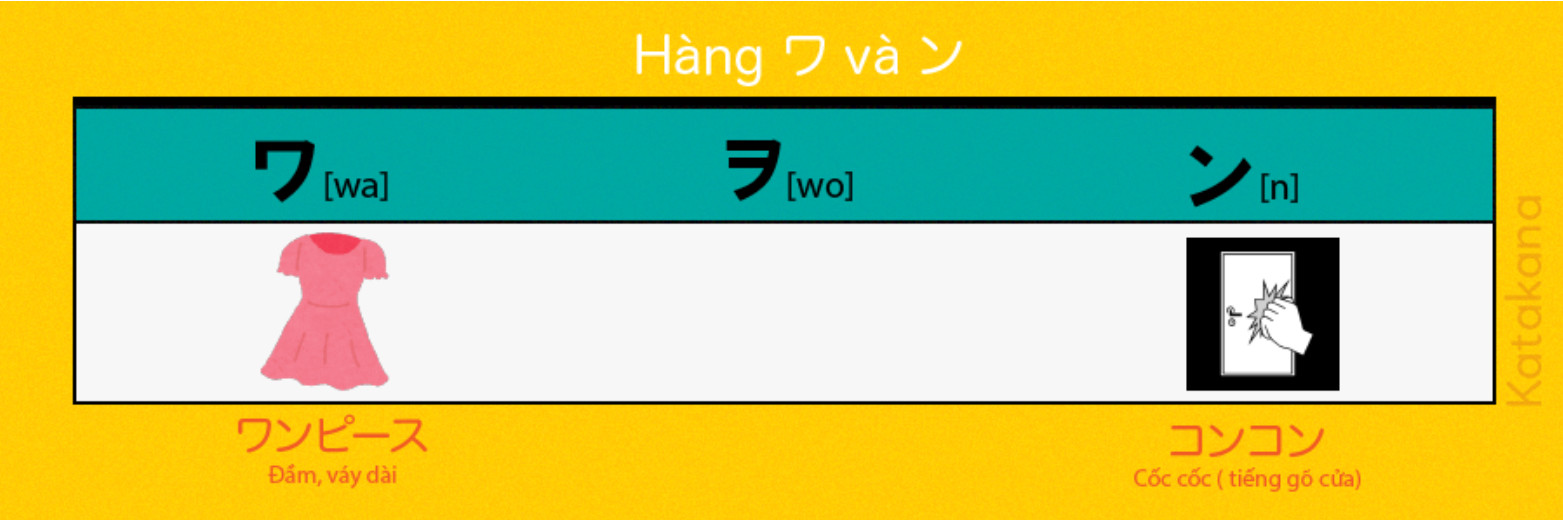 Hàng ワ và ン
ワ[wa] ヲ[wo] ン[n]
ワンピース コンコン
Đầm, váy dài Cốc cốc ( tiếng gõ cửa)
Katakana